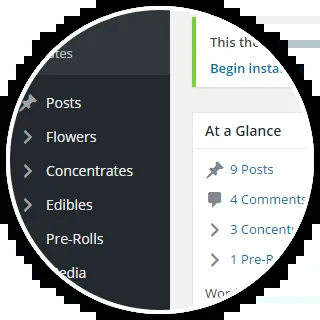 This the
Begin insta
Posts
Flowers
Concentrates
Edibles
Pre-Rolls
At a Glance
9 Posts
4 Comments
3 Concent
1 Pre-R